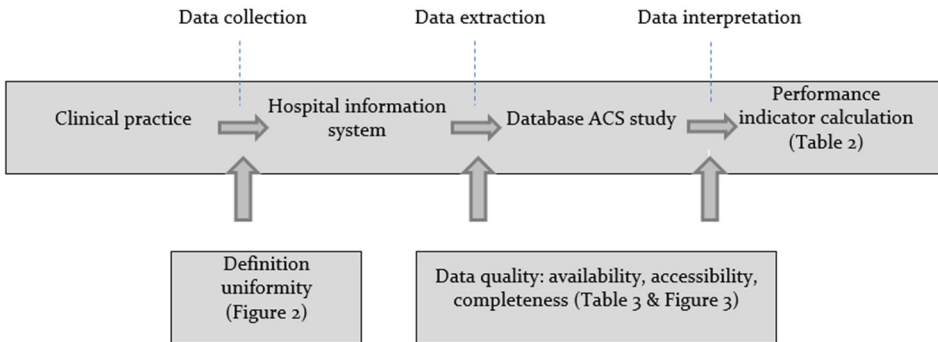 Data collection
Data extraction
Data interpretation
Clinical practice
Hospital information
system
Database ACS study
Performance
indicator calculation
(Table 2)
Definition
uniformity
(Figure 2)
Data quality: availability, accessibility,
completeness (Table 3 & Figure 3)